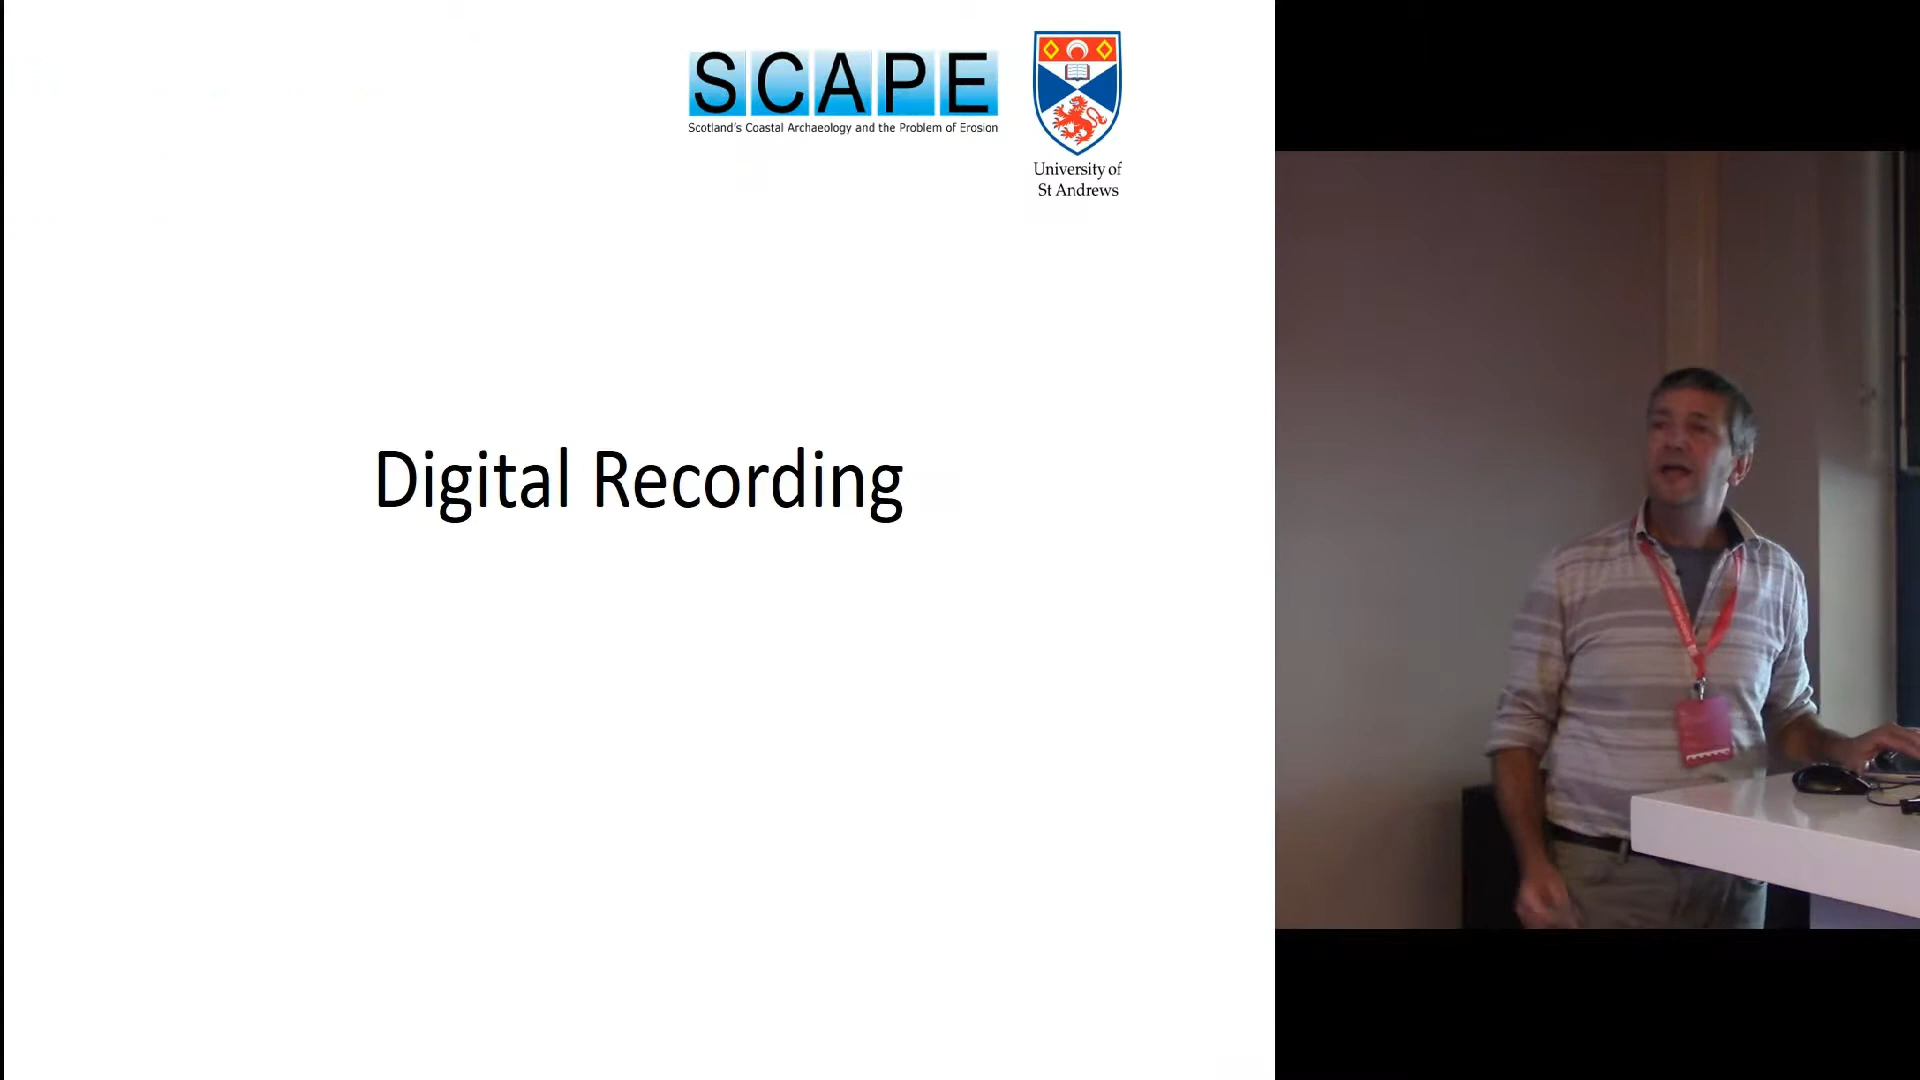 SCAPE
Scotland's Coastal Archaeology and the Problem of Erosion
University of
St Andrews
Digital Recording